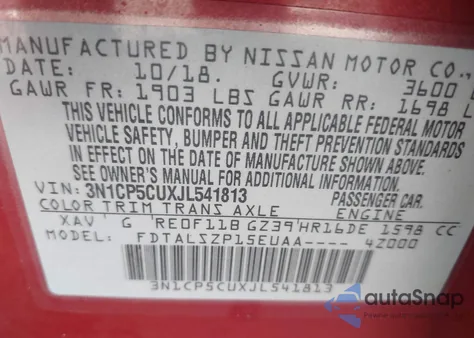 MANUFACTURED BY NISSAN MOTOR CO.,
DATE: 10/18. GVWR: 3600
GAWR FR: 1903 LBS GAWR RR: 1698 L
THIS VEHICLE CONFORMS TO ALL APPLICABLE FEDERAL MOTOR
VEHICLE SAFETY, BUMPER AND THEFT PREVENTION STANDARDS
IN EFFECT ON THE DATE OF MANUFACTURE SHOWN ABOVE.
SEE OWNER'S MANUAL FOR ADDITIONAL INFORMATION.
VIN: 3N1CP5CUXJL541813 PASSENGER CAR.
COLOR TRIM TRANS AXLE ENGINE
XAV G RE0F11B GZ39 HR16DE 1598 CC
MODEL: FDTALSZP15EUAA---- 4Z000
3N1CP5CUXJL541813
autoSnap